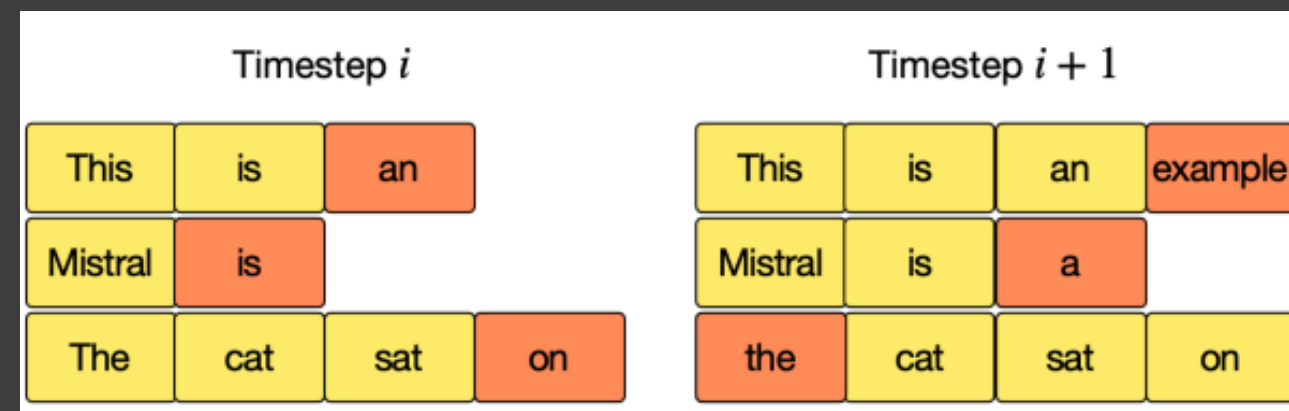 Timestep i Timestep i + 1
This is an This is an example
Mistral is Mistral is a
The cat sat on the cat sat on